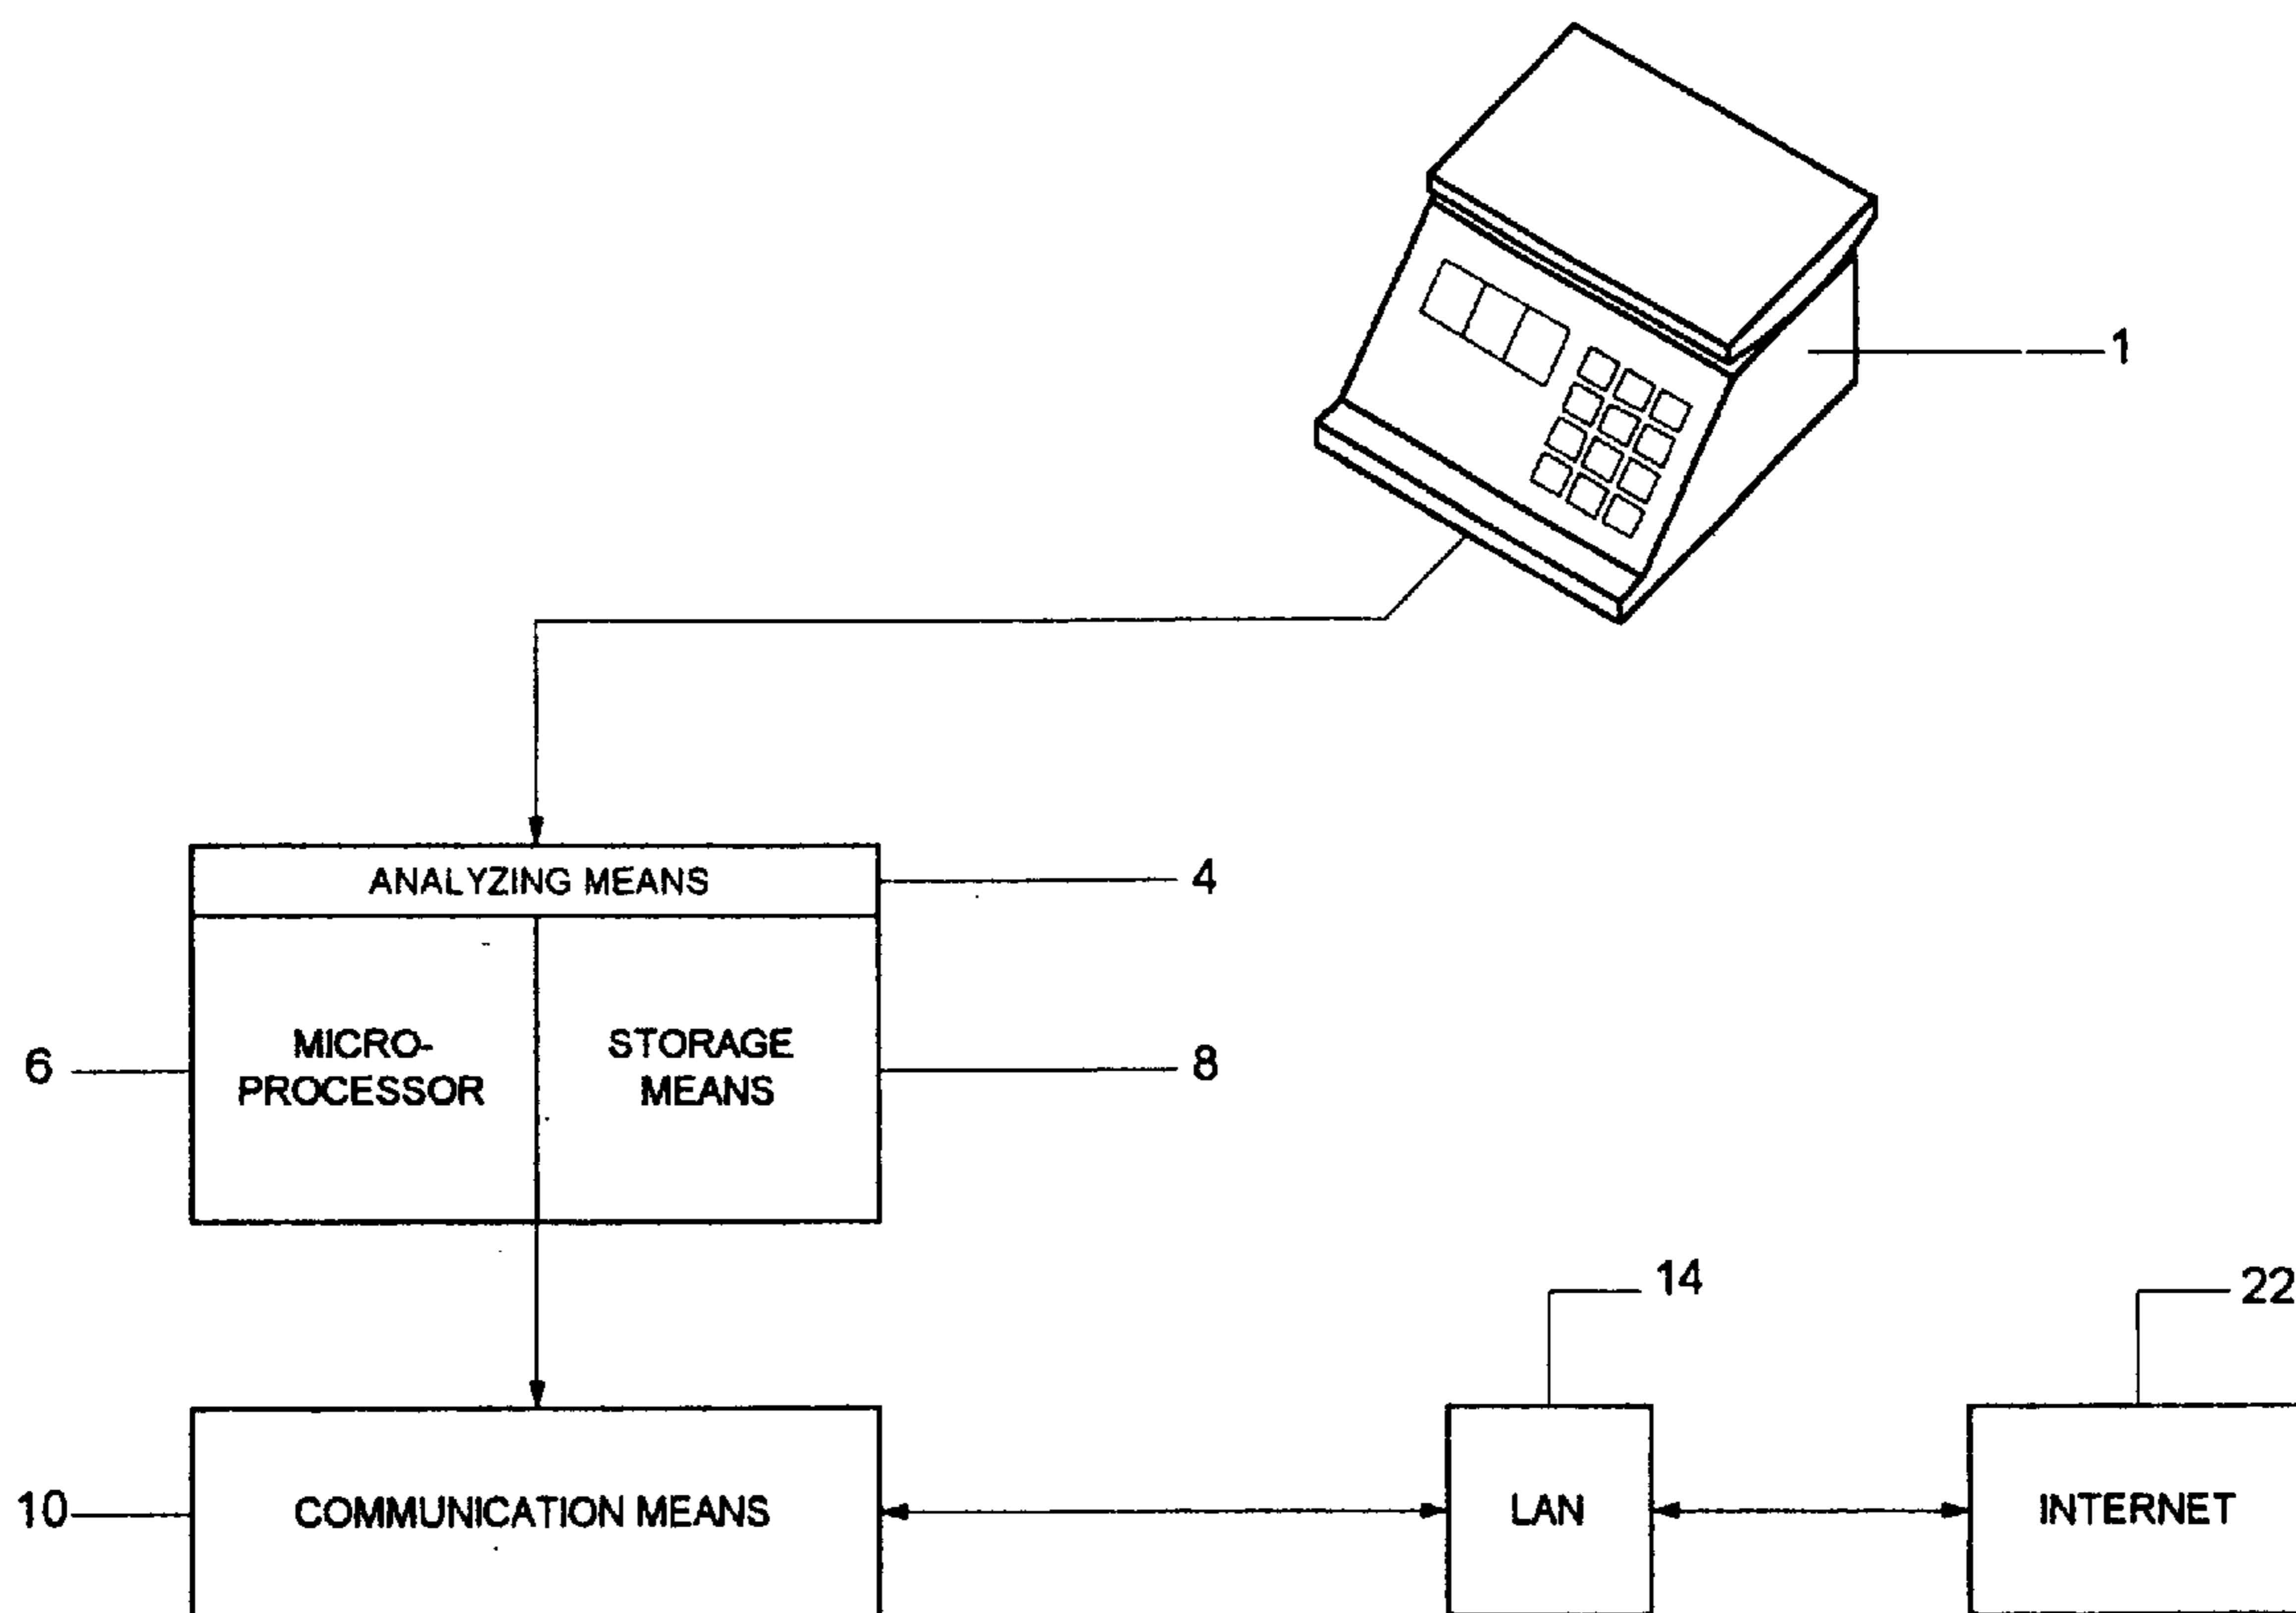 1
ANALYZING MEANS
4
MICRO-
PROCESSOR
STORAGE
MEANS
6
8
14
22
10
COMMUNICATION MEANS
LAN
INTERNET